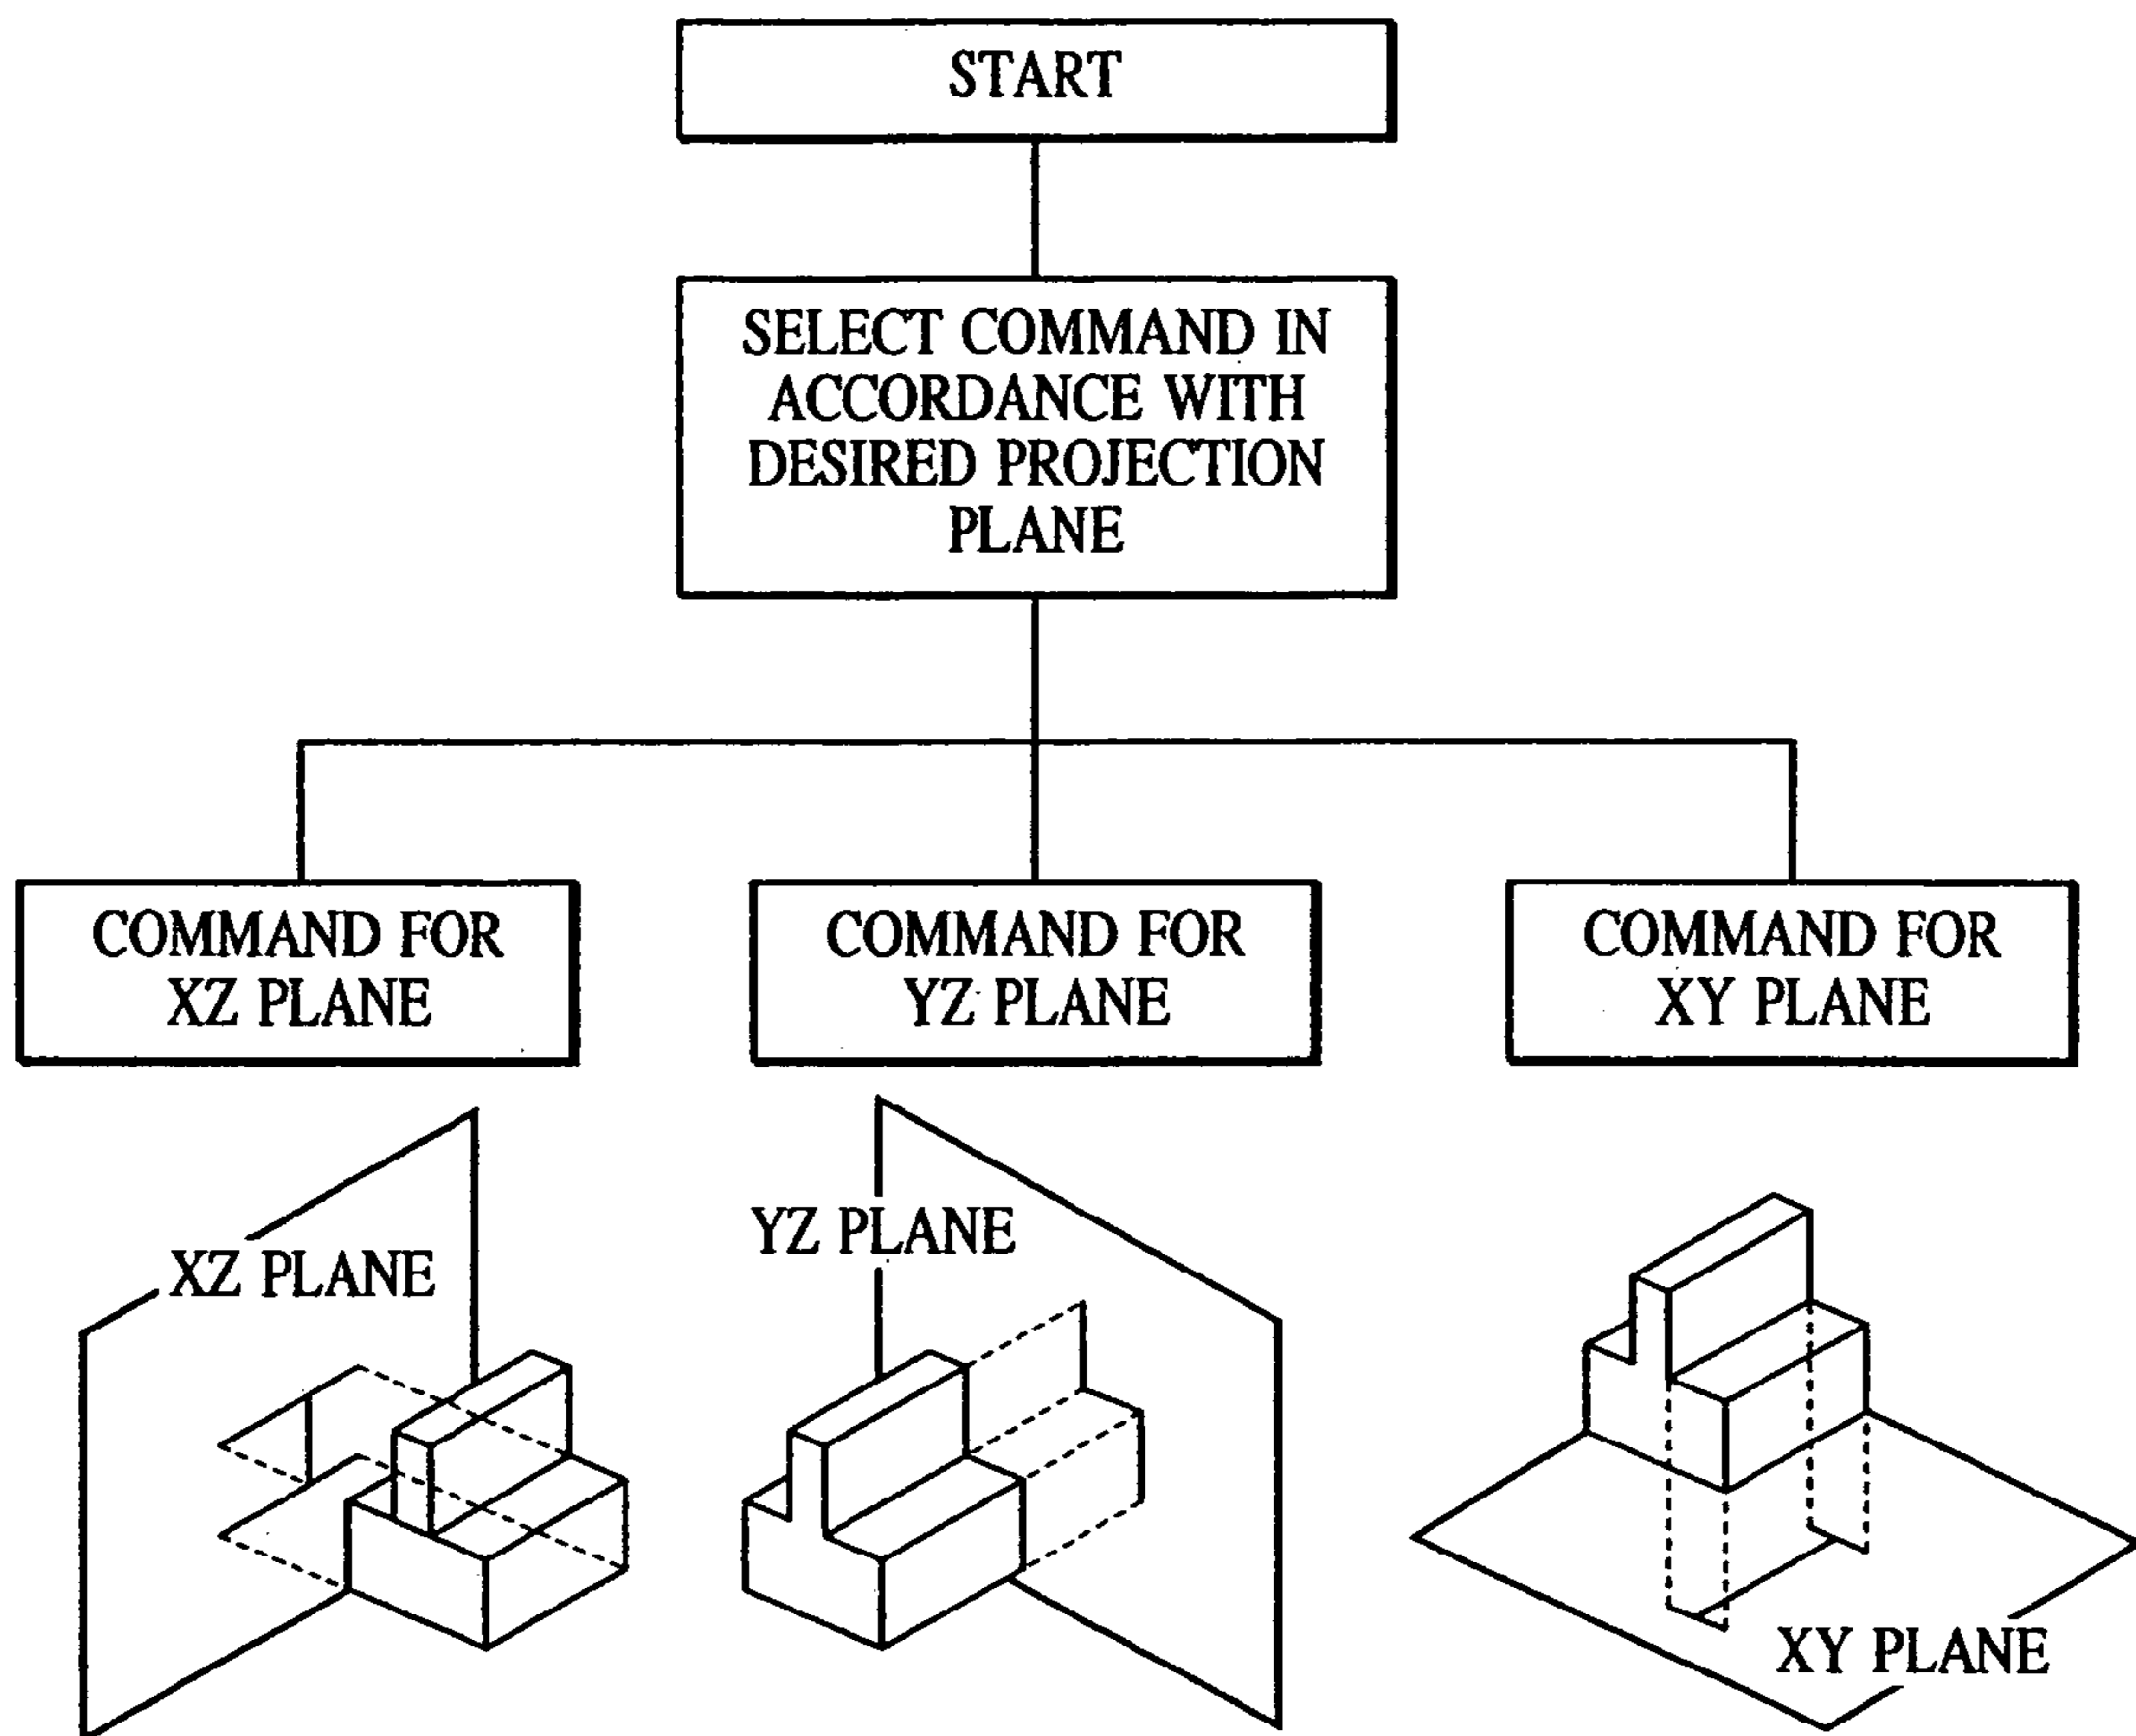 START
SELECT COMMAND IN
ACCORDANCE WITH
DESIRED PROJECTION
PLANE
COMMAND FOR
XZ PLANE
COMMAND FOR
YZ PLANE
COMMAND FOR
XY PLANE
XZ PLANE
YZ PLANE
XY PLANE